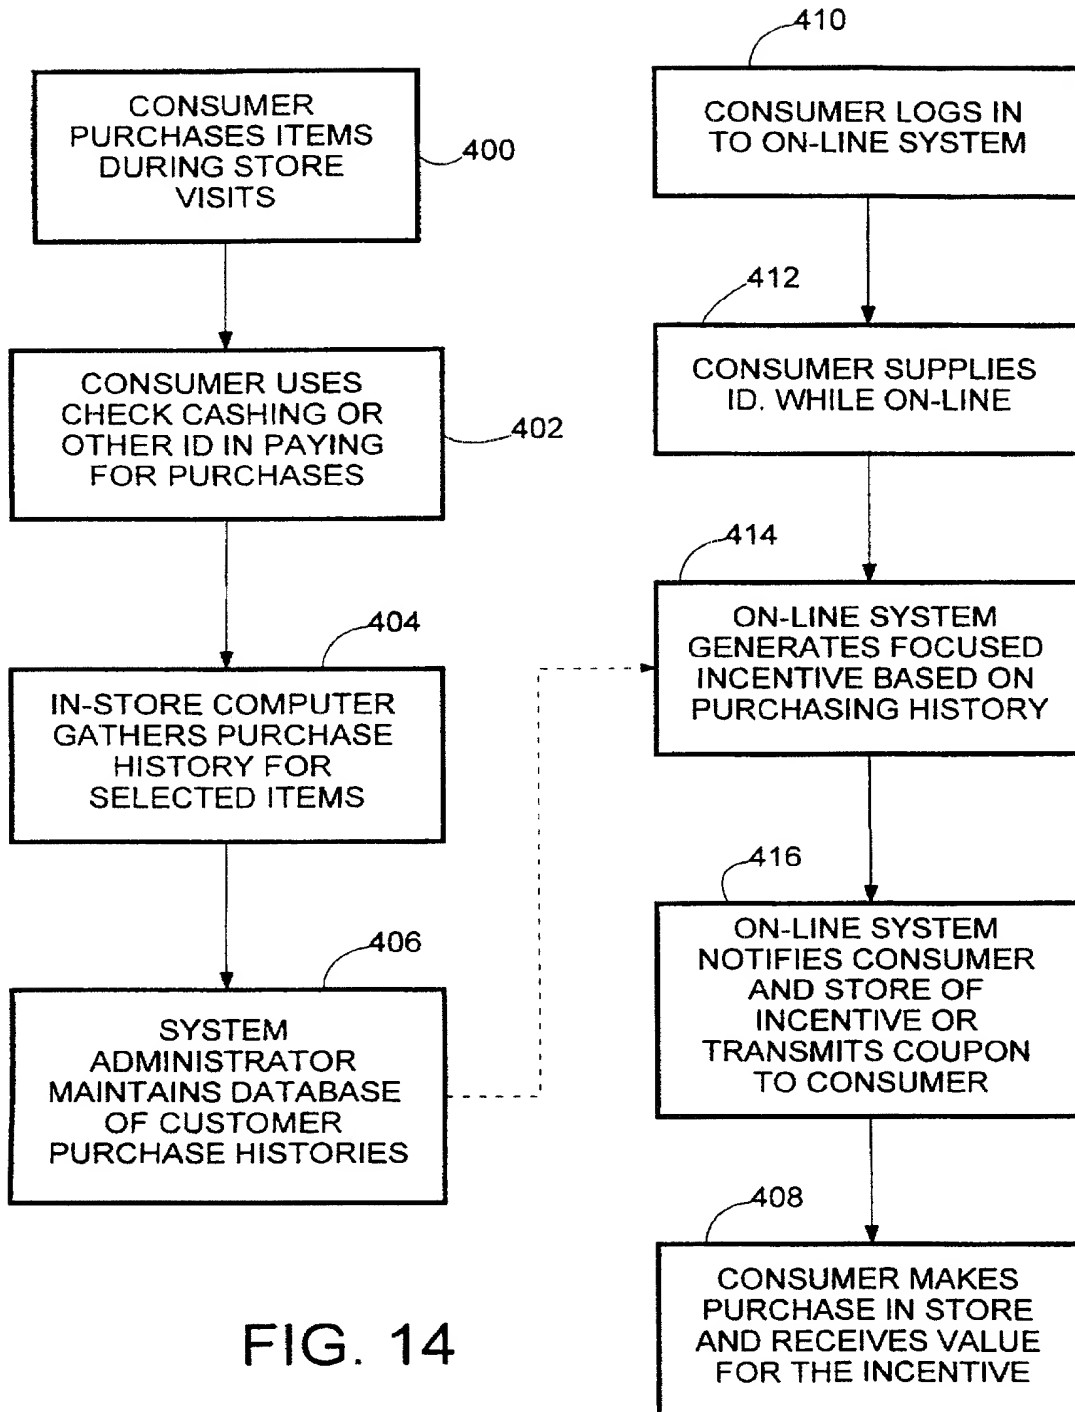 CONSUMER
PURCHASES ITEMS
DURING STORE
VISITS
400
CONSUMER USES
CHECK CASHING OR
OTHER ID IN PAYING
FOR PURCHASES
402
404
IN-STORE COMPUTER
GATHERS PURCHASE
HISTORY FOR
SELECTED ITEMS
406
SYSTEM
ADMINISTRATOR
MAINTAINS DATABASE
OF CUSTOMER
PURCHASE HISTORIES
410
CONSUMER LOGS IN
TO ON-LINE SYSTEM
412
CONSUMER SUPPLIES
ID. WHILE ON-LINE
414
ON-LINE SYSTEM
GENERATES FOCUSED
INCENTIVE BASED ON
PURCHASING HISTORY
416
ON-LINE SYSTEM
NOTIFIES CONSUMER
AND STORE OF
INCENTIVE OR
TRANSMITS COUPON
TO CONSUMER
408
CONSUMER MAKES
PURCHASE IN STORE
AND RECEIVES VALUE
FOR THE INCENTIVE
FIG. 14